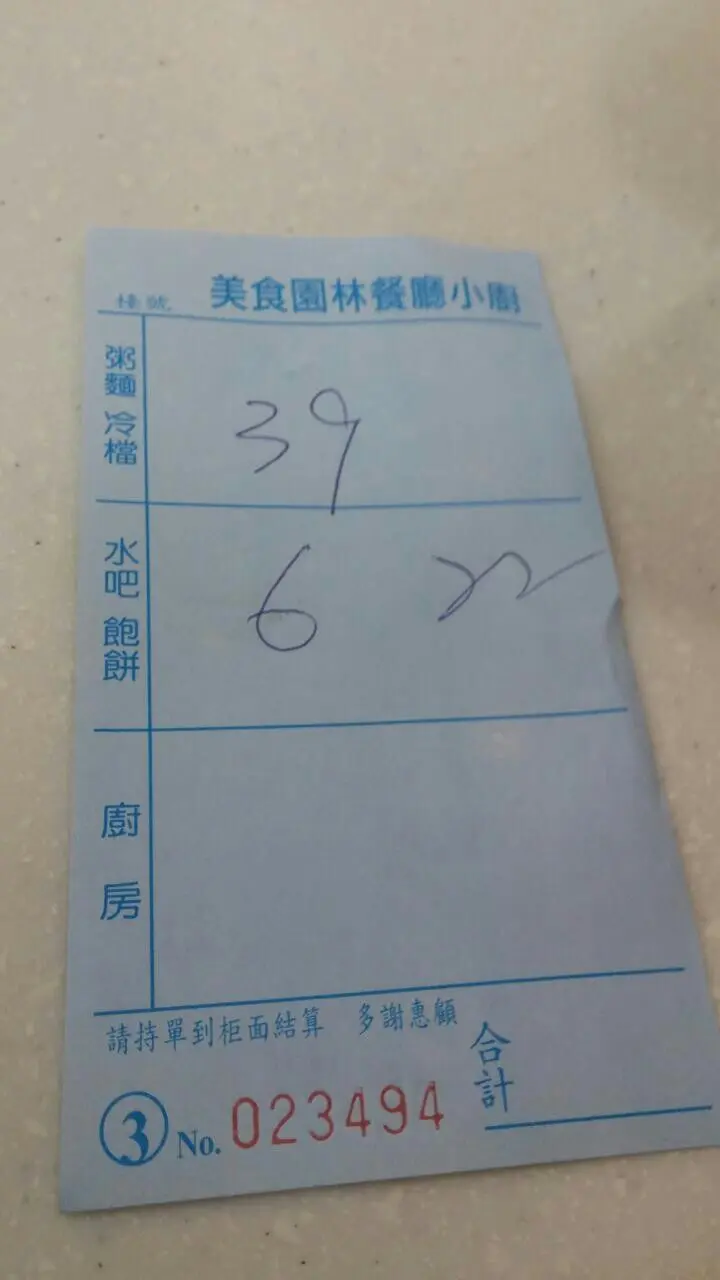 美食園林餐廳小廚
檯號
粥麵 冷檔
39
水吧 飽餅
6
廚房
請持單到柜面結算 多謝惠顧
合計
③ No. 023494